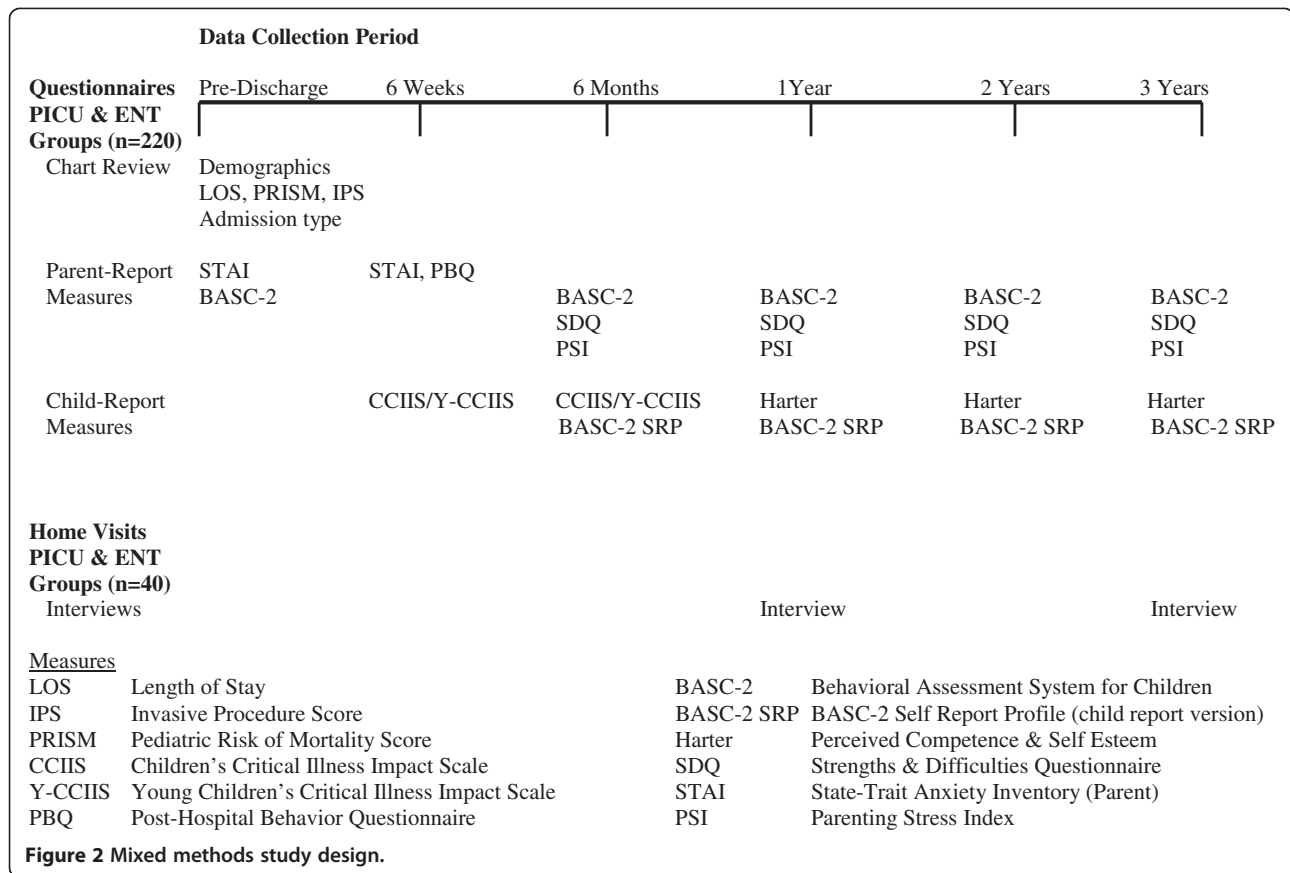 Data Collection Period
Questionnaires Pre-Discharge 6 Weeks 6 Months 1Year 2 Years 3 Years
PICU & ENT
Groups (n=220)
Chart Review Demographics
LOS, PRISM, IPS
Admission type
Parent-Report STAI STAI, PBQ
Measures BASC-2 BASC-2 BASC-2 BASC-2 BASC-2
SDQ SDQ SDQ SDQ
PSI PSI PSI PSI
Child-Report CCIIS/Y-CCIIS CCIIS/Y-CCIIS Harter Harter Harter
Measures BASC-2 SRP BASC-2 SRP BASC-2 SRP BASC-2 SRP
Home Visits
PICU & ENT
Groups (n=40)
Interviews Interview Interview
Measures
LOS Length of Stay BASC-2 Behavioral Assessment System for Children
IPS Invasive Procedure Score BASC-2 SRP BASC-2 Self Report Profile (child report version)
PRISM Pediatric Risk of Mortality Score Harter Perceived Competence & Self Esteem
CCIIS Children's Critical Illness Impact Scale SDQ Strengths & Difficulties Questionnaire
Y-CCIIS Young Children's Critical Illness Impact Scale STAI State-Trait Anxiety Inventory (Parent)
PBQ Post-Hospital Behavior Questionnaire PSI Parenting Stress Index
Figure 2 Mixed methods study design.